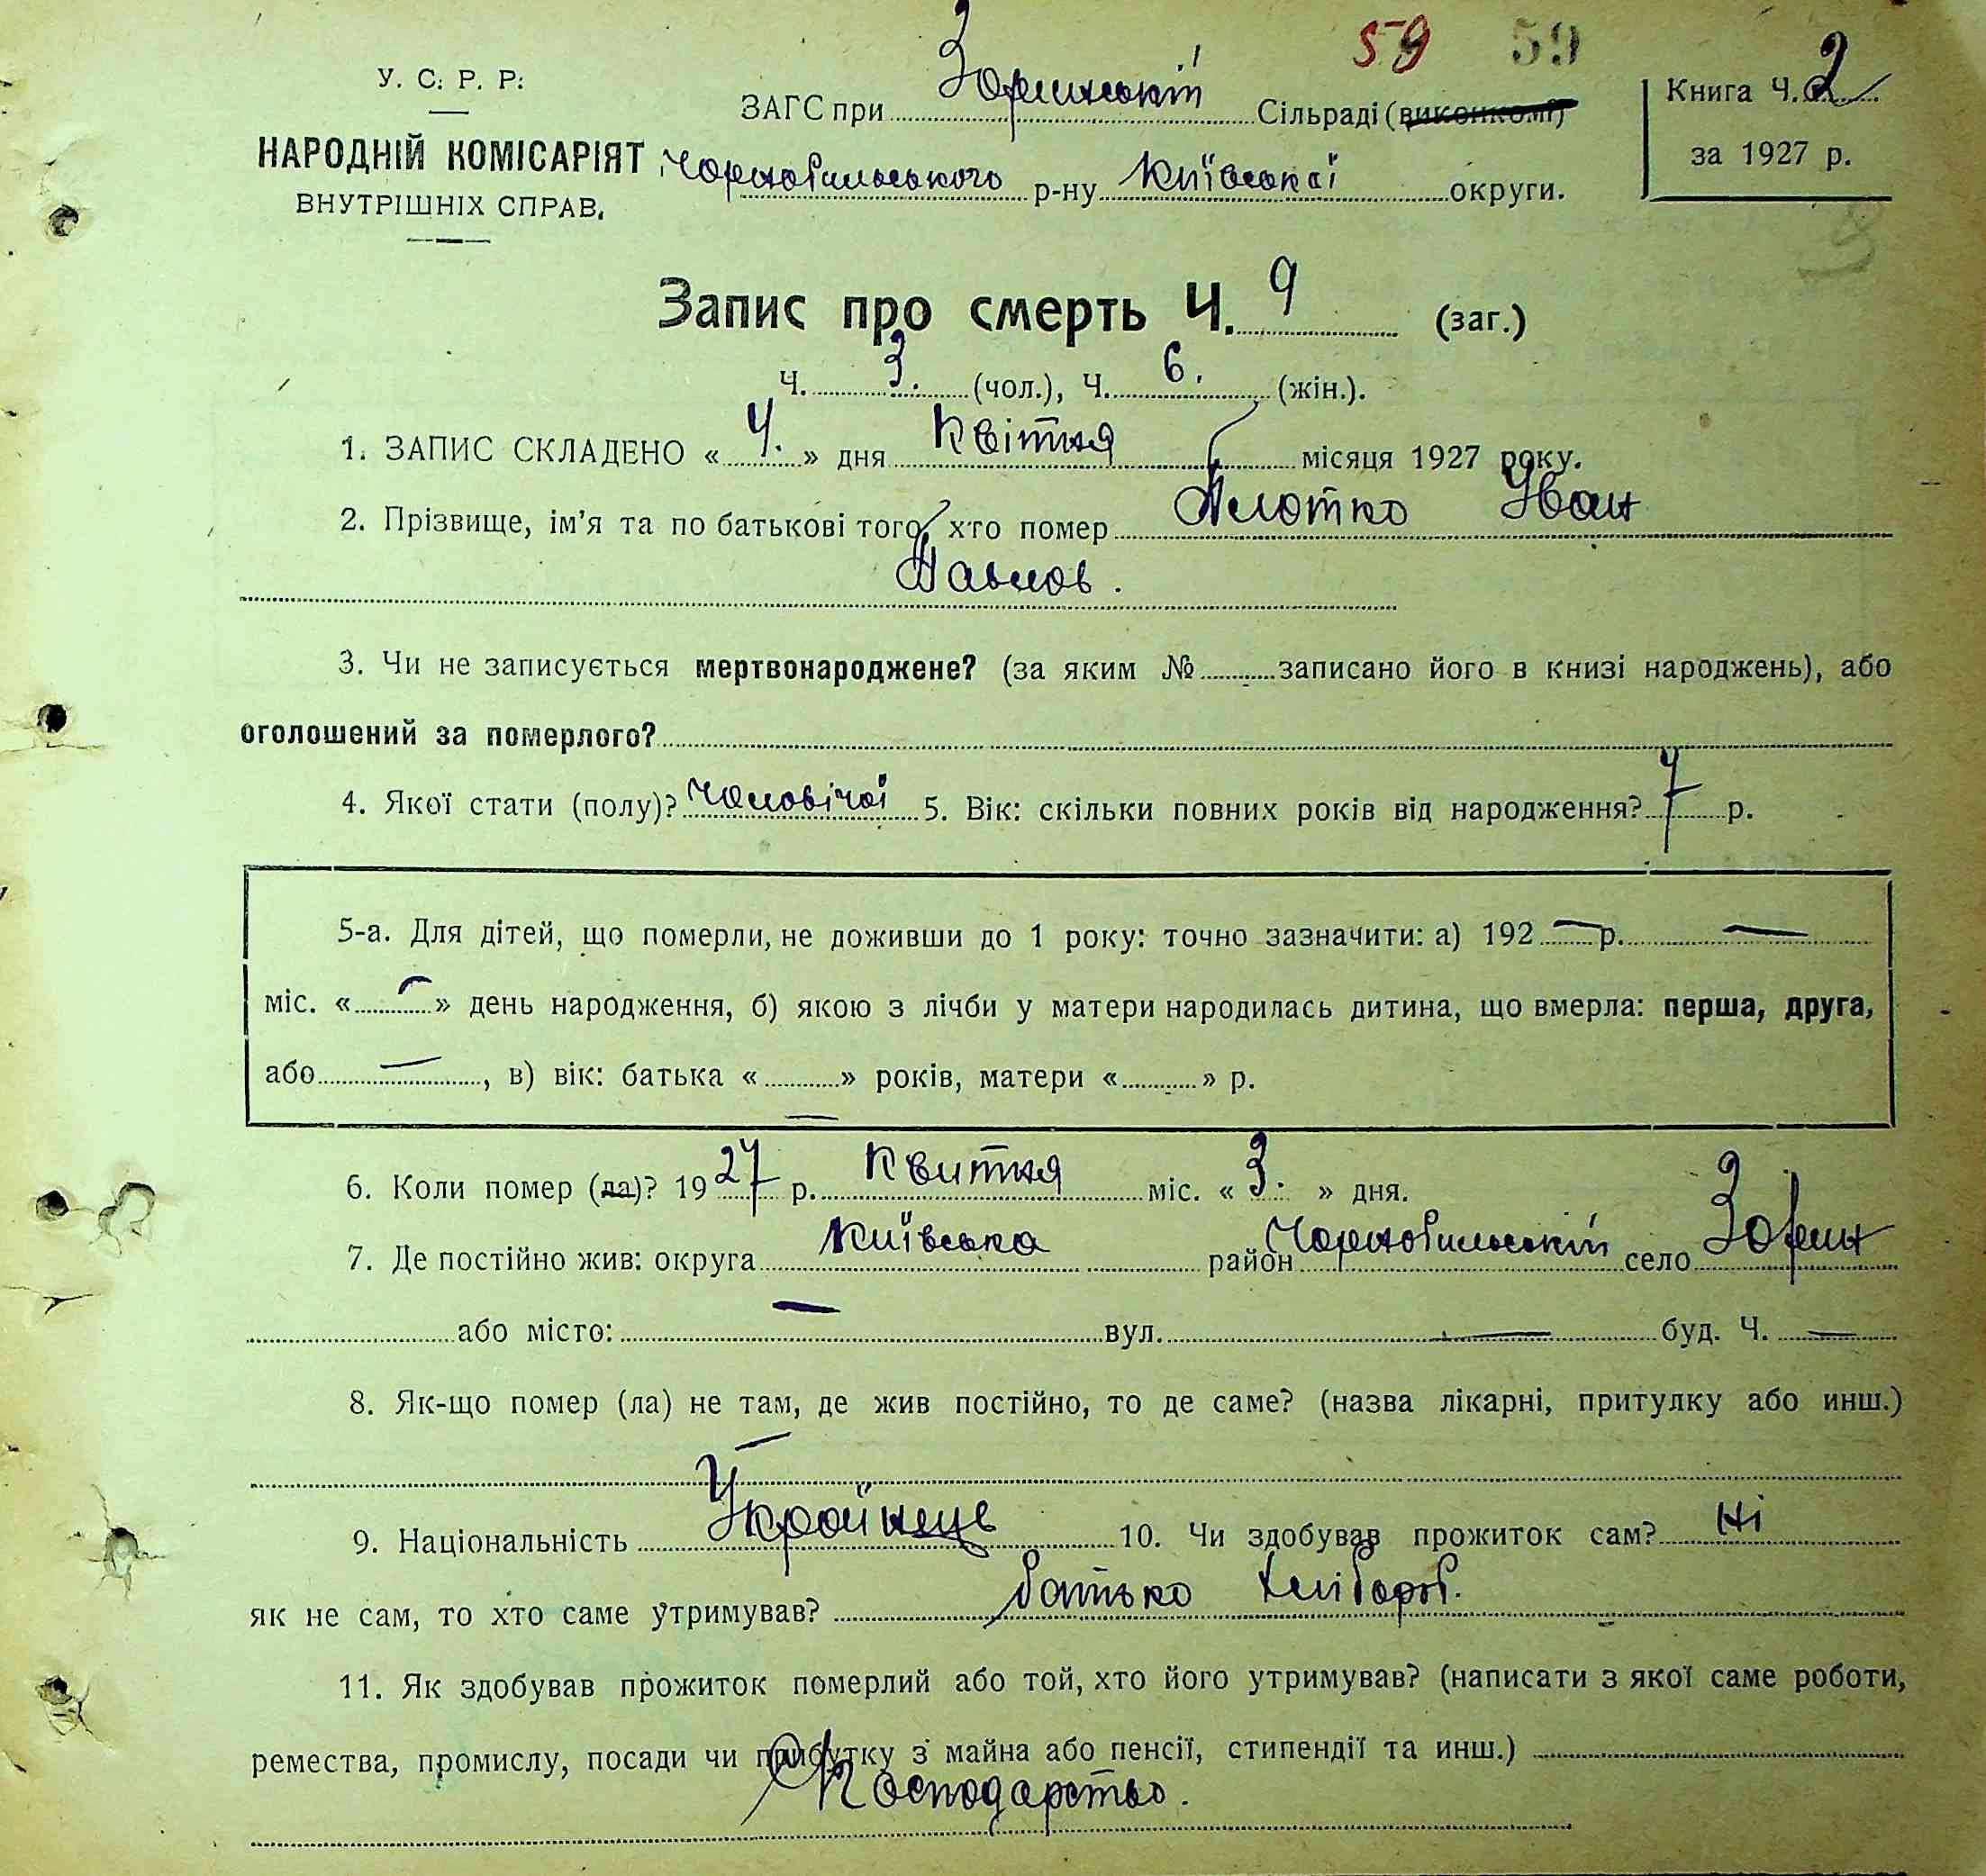 59 59
У. С. Р. Р.
ЗАГС при Зоринській Сільраді (виконкомі)
Книга Ч. 2
НАРОДНІЙ КОМІСАРІЯТ
Чорнобильського р-ну Київської округи.
за 1927 р.
ВНУТРІШНІХ СПРАВ.
Запис про смерть Ч. 9 (заг.)
Ч. 3. (чол.), Ч. 6. (жін.).
1. ЗАПИС СКЛАДЕНО « 4. » дня Квітня місяця 1927 року.
2. Прізвище, ім'я та по батькові того, хто помер Плотко Іван
Павлов.
3. Чи не записується мертвонароджене? (за яким № записано його в книзі народжень), або
оголошений за померлого?
4. Якої стати (полу)? Чоловічої 5. Вік: скільки повних років від народження? 7 р.
5-а. Для дітей, що померли, не доживши до 1 року: точно зазначити: а) 192 — р. —
міс. « — » день народження, б) якою з лічби у матери народилась дитина, що вмерла: перша, друга,
або — , в) вік: батька « » років, матери « » р.
6. Коли помер (ла)? 1927 р. Квитня міс. « 3. » дня.
7. Де постійно жив: округа Київська район Чорнобильскій село Зорин
або місто: — вул. — буд. Ч. —
8. Як-що помер (ла) не там, де жив постійно, то де саме? (назва лікарні, притулку або инш.)
—
9. Національність Украйнець 10. Чи здобував прожиток сам? Ні
як не сам, то хто саме утримував? батько хлібороб.
11. Як здобував прожиток померлий або той, хто його утримував? (написати з якої саме роботи,
ремества, промислу, посади чи прибутку з майна або пенсії, стипендії та инш.)
Господарство.